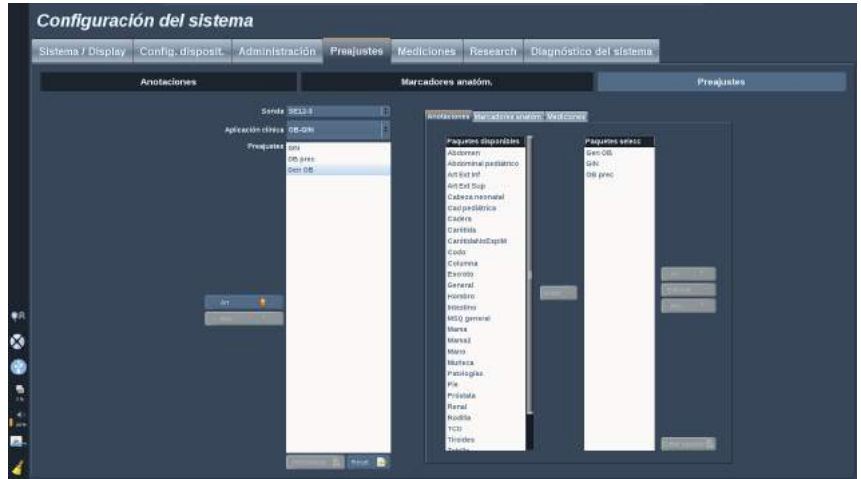 Configuración del sistema
Sistema / Display
Config. disposit.
Administración
Preajustes
Mediciones
Research
Diagnóstico del sistema
Anotaciones
Marcadores anatóm.
Preajustes
Sonda
Aplicación clínica OB-GIN
Preajustes
GIN
OB prec
Gen OB
Arr
Anotaciones
Marcadores anatóm.
Mediciones
Paquetes disponibles
Abdomen
Abdominal pediátrico
Art Ext Inf
Art Ext Sup
Cabeza neonatal
Cad pediátrica
Cadera
Carótida
Codo
Columna
Escroto
General
Hombro
Intestino
MSQ general
Mama
Mama2
Mano
Muñeca
Patologías
Pie
Próstata
Renal
Rodilla
TCD
Tiroides
Tobillo
Paquetes selecc
Gen OB
GIN
OB prec
Reset